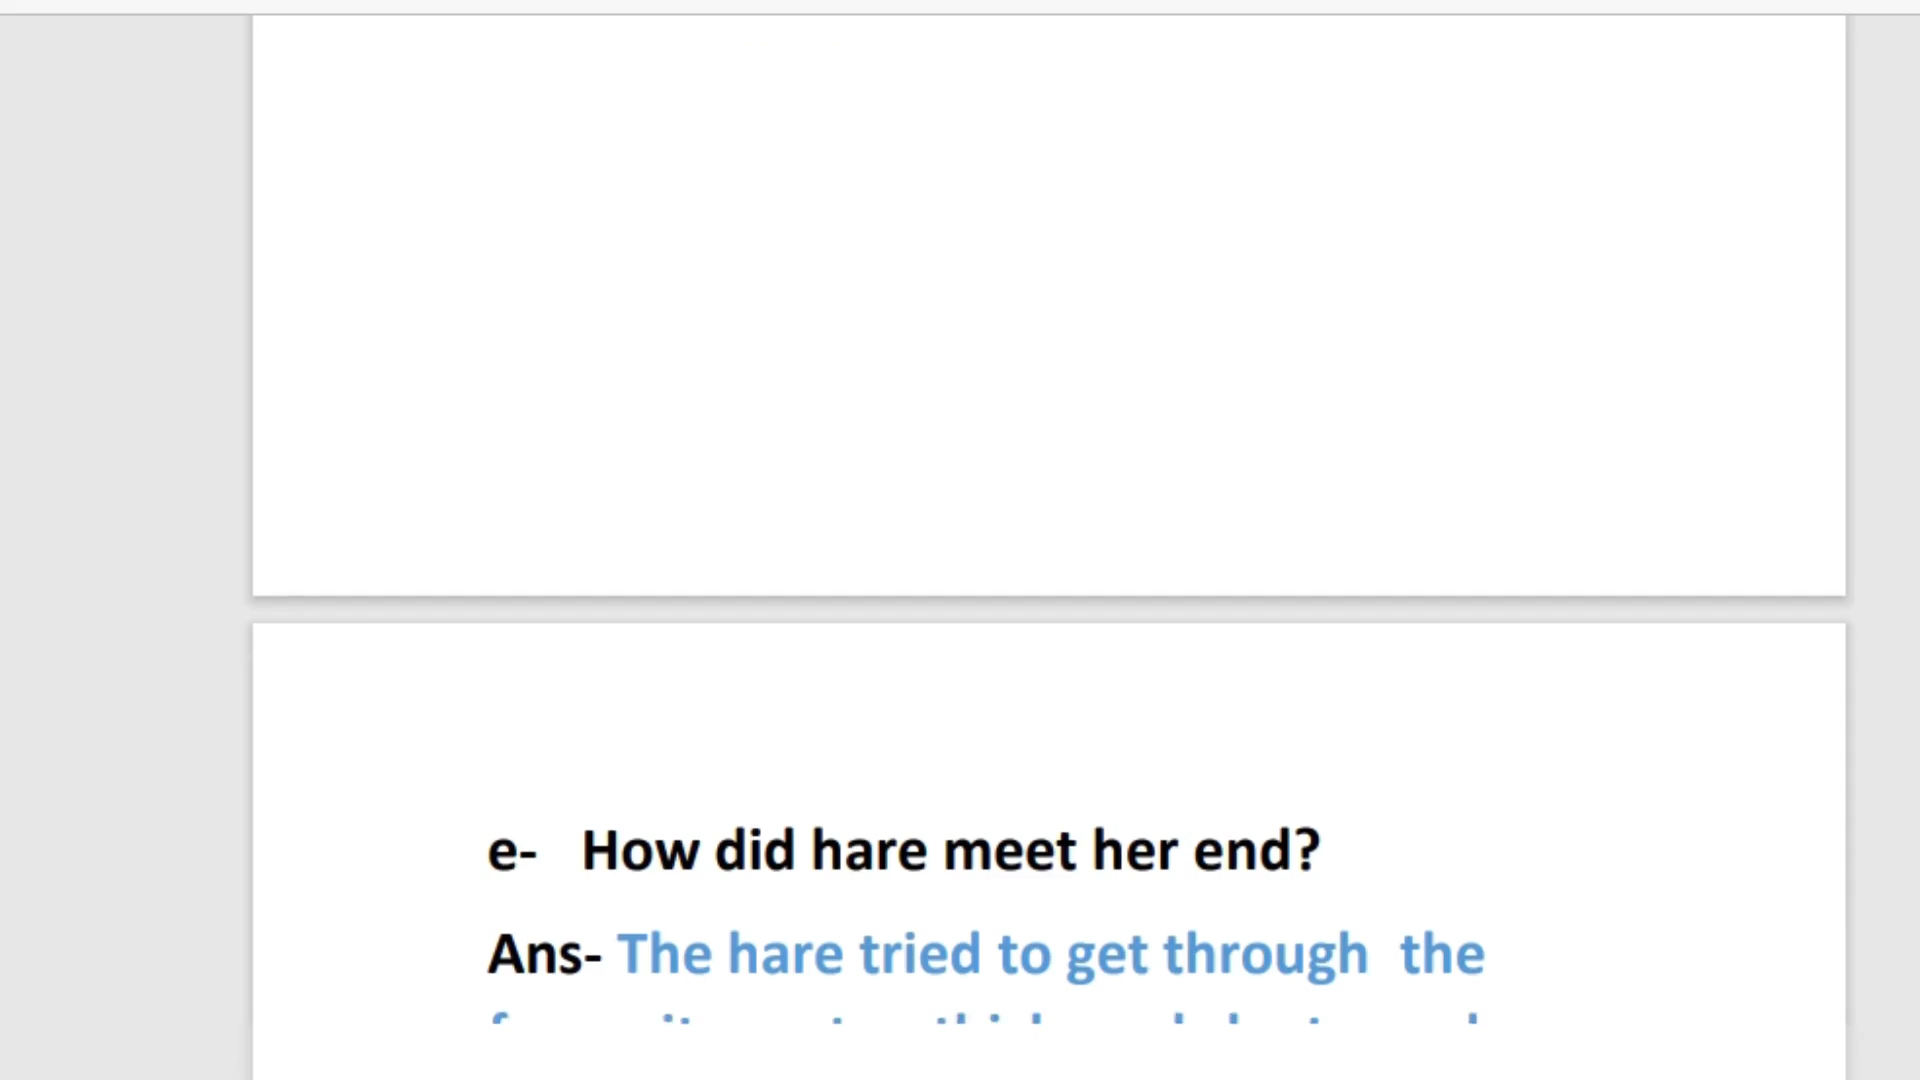 e- How did hare meet her end?
Ans- The hare tried to get through the